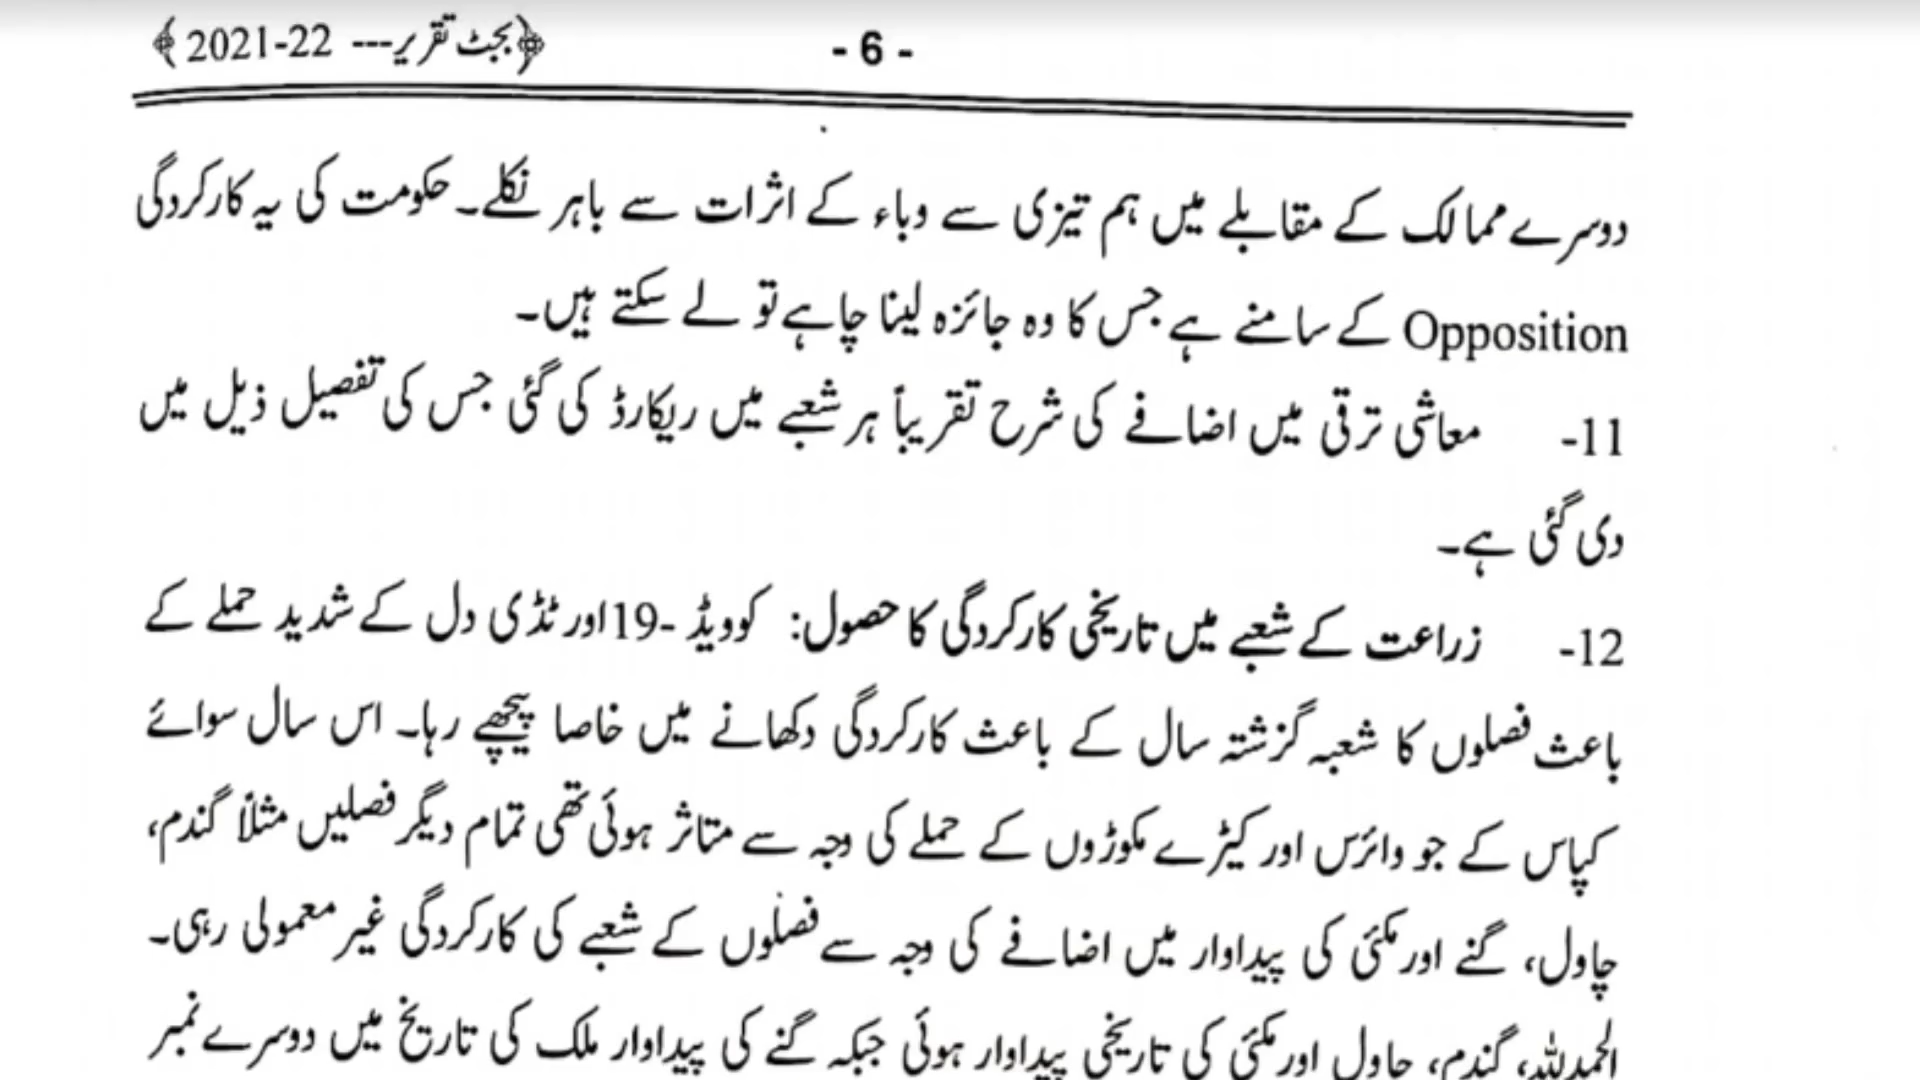 - 6 - ﴿بجٹ تقریر --- 2021-22﴾
دوسرے ممالک کے مقابلے میں ہم تیزی سے وباء کے اثرات سے باہر نکلے۔ حکومت کی یہ کارکردگی
Opposition کے سامنے ہے جس کا وہ جائزہ لینا چاہے تو لے سکتے ہیں۔
11- معاشی ترقی میں اضافے کی شرح تقریباً ہر شعبے میں ریکارڈ کی گئی جس کی تفصیل ذیل میں
دی گئی ہے۔
12- زراعت کے شعبے میں تاریخی کارکردگی کا حصول: کوویڈ -19 اور ٹڈی دل کے شدید حملے کے
باعث فصلوں کا شعبہ گزشتہ سال کے باعث کارکردگی دکھانے میں خاصا پیچھے رہا۔ اس سال سوائے
کپاس کے جو وائرس اور کیڑے مکوڑوں کے حملے کی وجہ سے متاثر ہوئی تھی تمام دیگر فصلیں مثلاً گندم،
چاول، گنے اور مکئی کی پیداوار میں اضافے کی وجہ سے فصلوں کے شعبے کی کارکردگی غیر معمولی رہی۔
الحمدللہ، گندم، چاول اور مکئی کی تاریخی پیداوار ہوئی جبکہ گنے کی پیداوار ملک کی تاریخ میں دوسرے نمبر